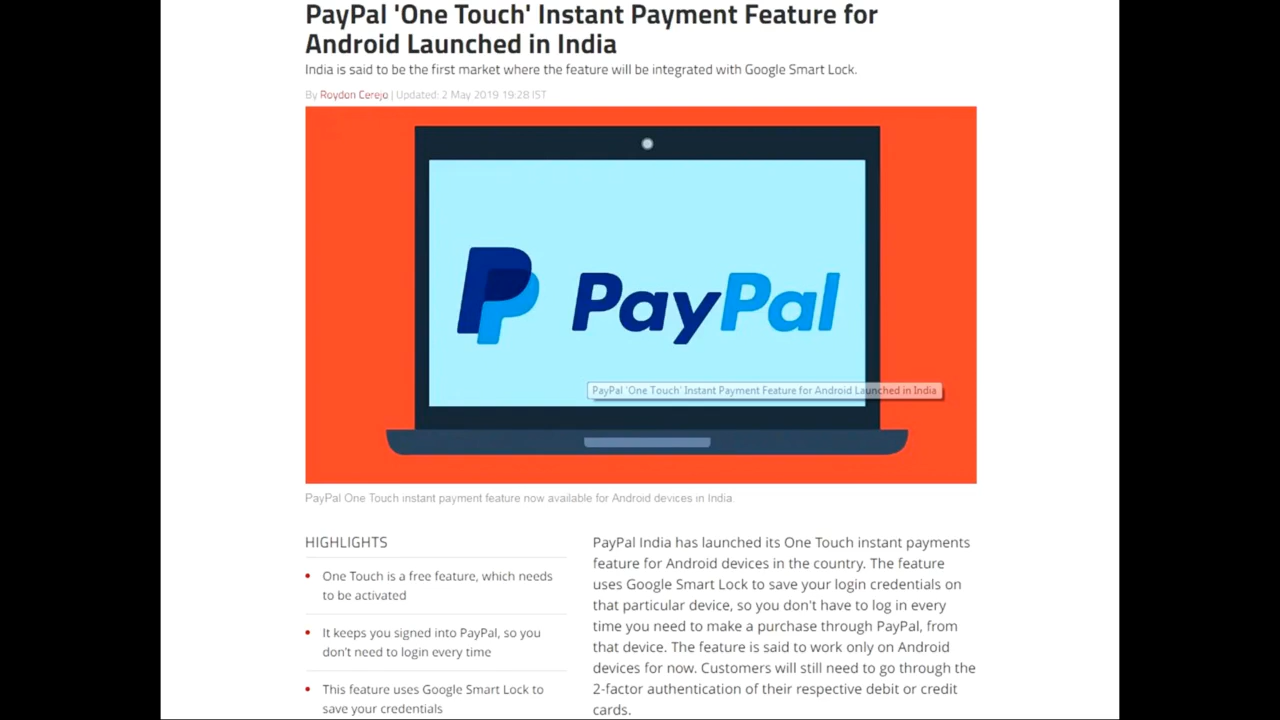 PayPal 'One Touch' Instant Payment Feature for
Android Launched in India
India is said to be the first market where the feature will be integrated with Google Smart Lock.
By Roydon Cerejo | Updated: 2 May 2019 19:28 IST
PayPal
PayPal 'One Touch' Instant Payment Feature for Android Launched in India
PayPal One Touch instant payment feature now available for Android devices in India.
HIGHLIGHTS
One Touch is a free feature, which needs
to be activated
It keeps you signed into PayPal, so you
don't need to login every time
This feature uses Google Smart Lock to
save your credentials
PayPal India has launched its One Touch instant payments
feature for Android devices in the country. The feature
uses Google Smart Lock to save your login credentials on
that particular device, so you don't have to log in every
time you need to make a purchase through PayPal, from
that device. The feature is said to work only on Android
devices for now. Customers will still need to go through the
2-factor authentication of their respective debit or credit
cards.